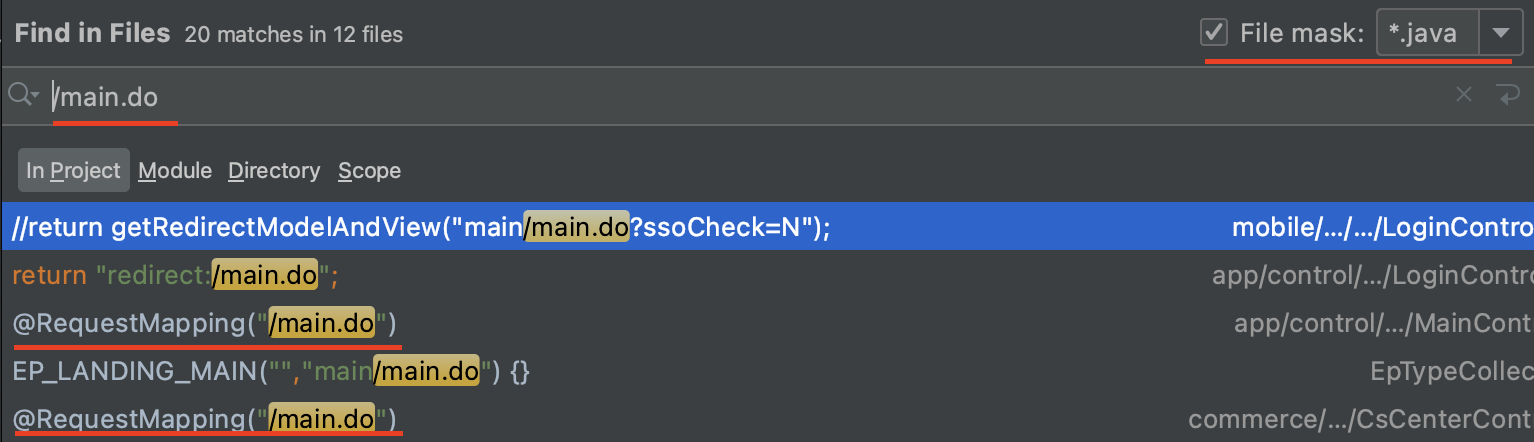 Find in Files 20 matches in 12 files File mask: *.java
/main.do
In Project Module Directory Scope
//return getRedirectModelAndView("main/main.do?ssoCheck=N"); mobile/.../.../LoginContro
return "redirect:/main.do"; app/control/.../LoginContro
@RequestMapping("/main.do") app/control/.../MainCont
EP_LANDING_MAIN("","main/main.do") {} EpTypeCollec
@RequestMapping("/main.do") commerce/.../CsCenterCont